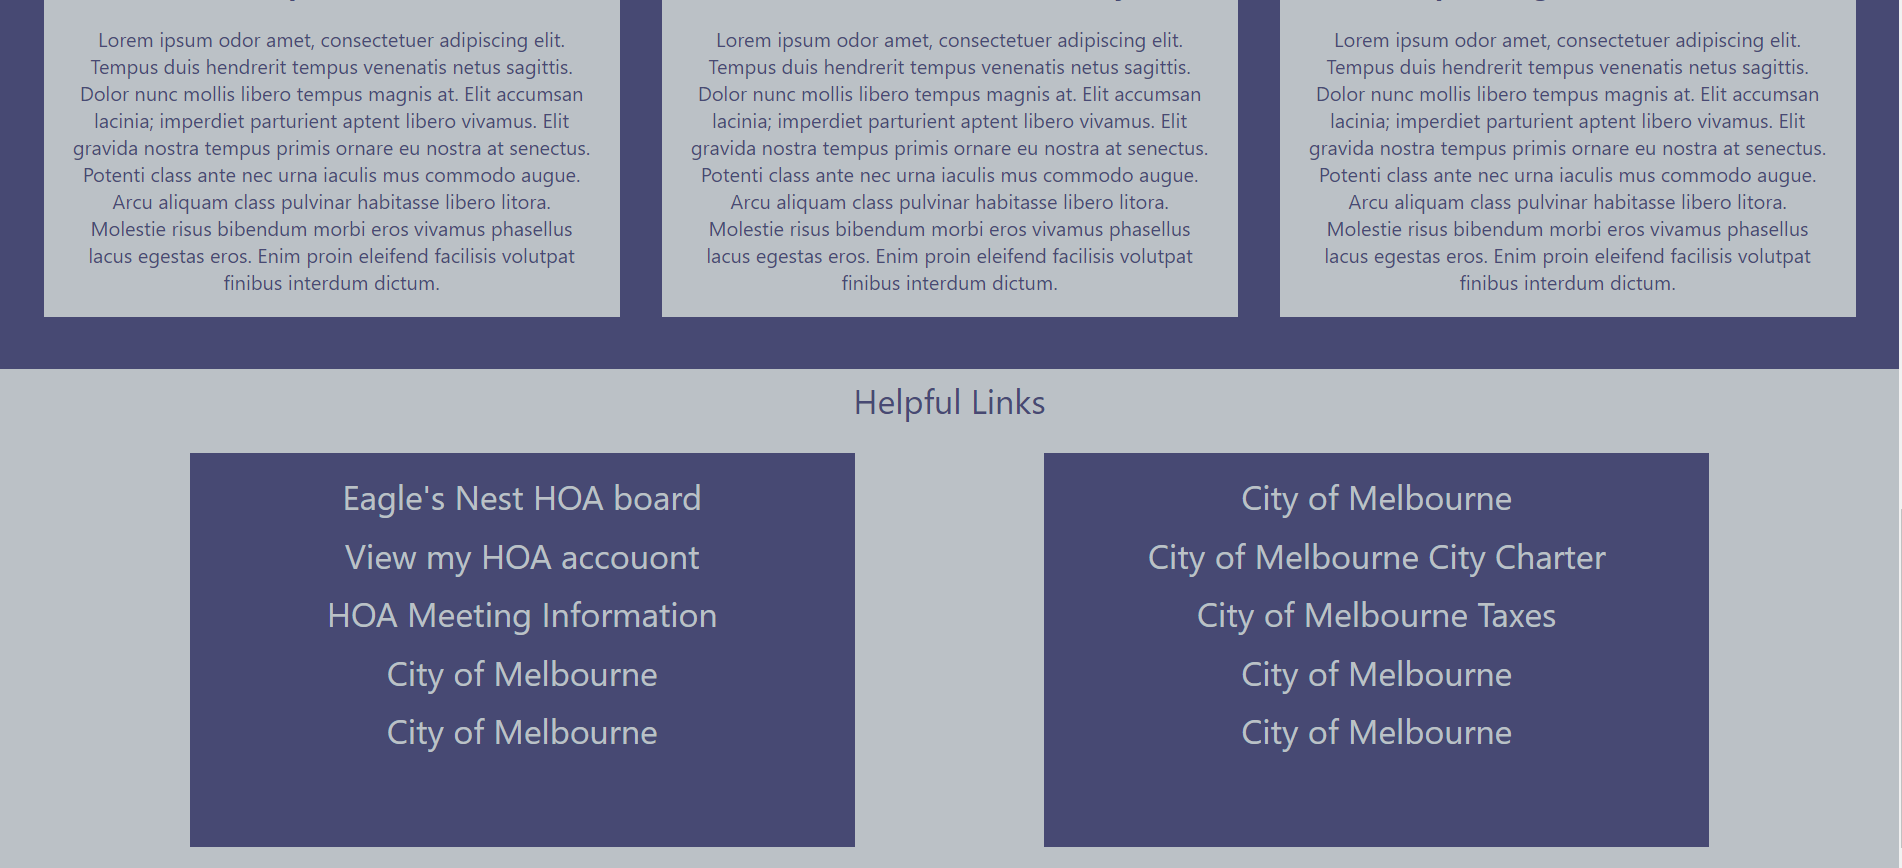 Lorem ipsum odor amet, consectetuer adipiscing elit.
Tempus duis hendrerit tempus venenatis netus sagittis.
Dolor nunc mollis libero tempus magnis at. Elit accumsan
lacinia; imperdiet parturient aptent libero vivamus. Elit
gravida nostra tempus primis ornare eu nostra at senectus.
Potenti class ante nec urna iaculis mus commodo augue.
Arcu aliquam class pulvinar habitasse libero litora.
Molestie risus bibendum morbi eros vivamus phasellus
lacus egestas eros. Enim proin eleifend facilisis volutpat
finibus interdum dictum.
Lorem ipsum odor amet, consectetuer adipiscing elit.
Tempus duis hendrerit tempus venenatis netus sagittis.
Dolor nunc mollis libero tempus magnis at. Elit accumsan
lacinia; imperdiet parturient aptent libero vivamus. Elit
gravida nostra tempus primis ornare eu nostra at senectus.
Potenti class ante nec urna iaculis mus commodo augue.
Arcu aliquam class pulvinar habitasse libero litora.
Molestie risus bibendum morbi eros vivamus phasellus
lacus egestas eros. Enim proin eleifend facilisis volutpat
finibus interdum dictum.
Lorem ipsum odor amet, consectetuer adipiscing elit.
Tempus duis hendrerit tempus venenatis netus sagittis.
Dolor nunc mollis libero tempus magnis at. Elit accumsan
lacinia; imperdiet parturient aptent libero vivamus. Elit
gravida nostra tempus primis ornare eu nostra at senectus.
Potenti class ante nec urna iaculis mus commodo augue.
Arcu aliquam class pulvinar habitasse libero litora.
Molestie risus bibendum morbi eros vivamus phasellus
lacus egestas eros. Enim proin eleifend facilisis volutpat
finibus interdum dictum.
Helpful Links
Eagle's Nest HOA board
View my HOA accouont
HOA Meeting Information
City of Melbourne
City of Melbourne
City of Melbourne
City of Melbourne City Charter
City of Melbourne Taxes
City of Melbourne
City of Melbourne